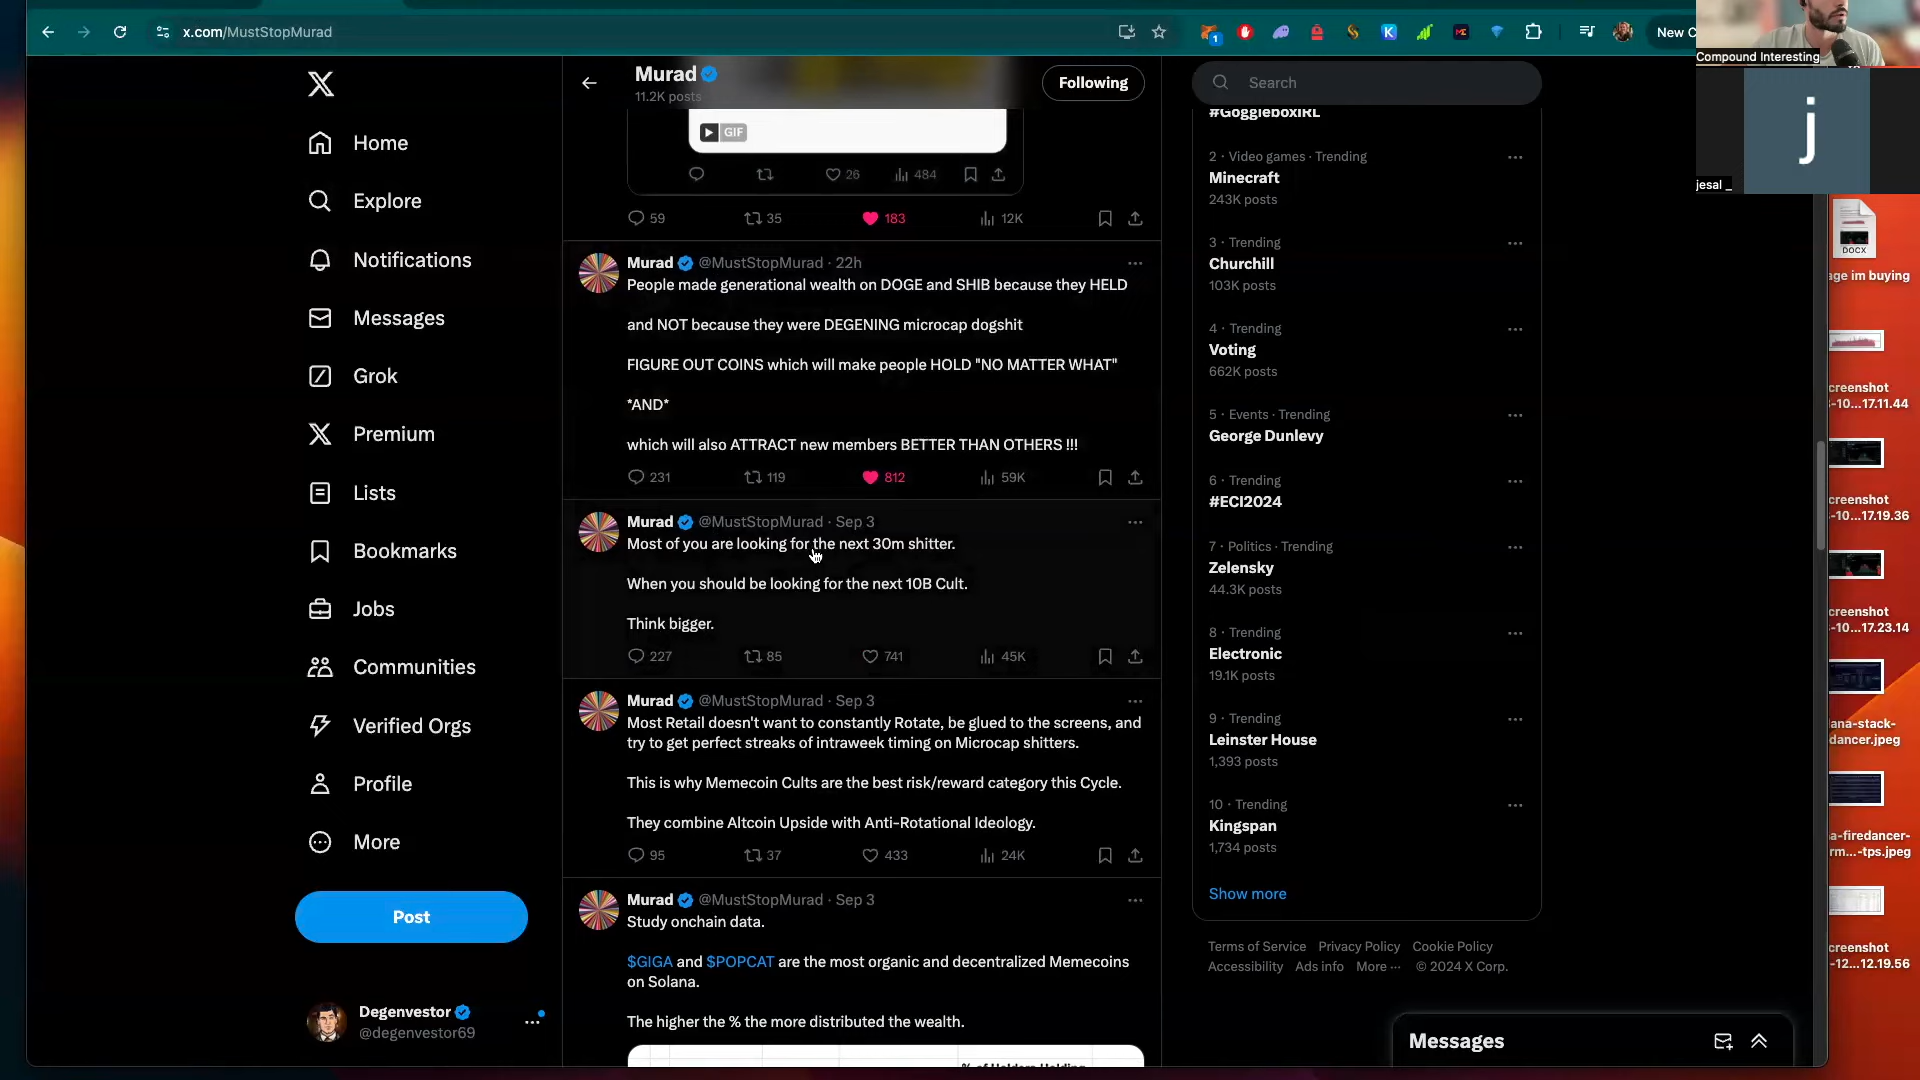 x.com/MustStopMurad
1
New C
Compound Interesting
j
jesal _
Murad
11.2K posts
Following
Search
Home
Explore
Notifications
Messages
Grok
Premium
Lists
Bookmarks
Jobs
Communities
Verified Orgs
Profile
More
Post
Degenvestor
@degenvestor69
GIF
26
484
59
35
183
12K
Murad @MustStopMurad · 22h
People made generational wealth on DOGE and SHIB because they HELD
and NOT because they were DEGENING microcap dogshit
FIGURE OUT COINS which will make people HOLD "NO MATTER WHAT"
*AND*
which will also ATTRACT new members BETTER THAN OTHERS !!!
231
119
812
59K
Murad @MustStopMurad · Sep 3
Most of you are looking for the next 30m shitter.
When you should be looking for the next 10B Cult.
Think bigger.
227
85
741
45K
Murad @MustStopMurad · Sep 3
Most Retail doesn't want to constantly Rotate, be glued to the screens, and
try to get perfect streaks of intraweek timing on Microcap shitters.
This is why Memecoin Cults are the best risk/reward category this Cycle.
They combine Altcoin Upside with Anti-Rotational Ideology.
95
37
433
24K
Murad @MustStopMurad · Sep 3
Study onchain data.
$GIGA and $POPCAT are the most organic and decentralized Memecoins
on Solana.
The higher the % the more distributed the wealth.
#GoggleboxIRL
2 · Video games · Trending
Minecraft
243K posts
3 · Trending
Churchill
103K posts
4 · Trending
Voting
662K posts
5 · Events · Trending
George Dunlevy
6 · Trending
#ECI2024
7 · Politics · Trending
Zelensky
44.3K posts
8 · Trending
Electronic
19.1K posts
9 · Trending
Leinster House
1,393 posts
10 · Trending
Kingspan
1,734 posts
Show more
Terms of Service Privacy Policy Cookie Policy
Accessibility Ads info More ··· © 2024 X Corp.
Messages
DOCX
age im buying
creenshot
-10...17.11.44
creenshot
-10...17.19.36
creenshot
-10...17.23.14
ana-stack-
dancer.jpeg
a-firedancer-
rm...-tps.jpeg
creenshot
-12...12.19.56